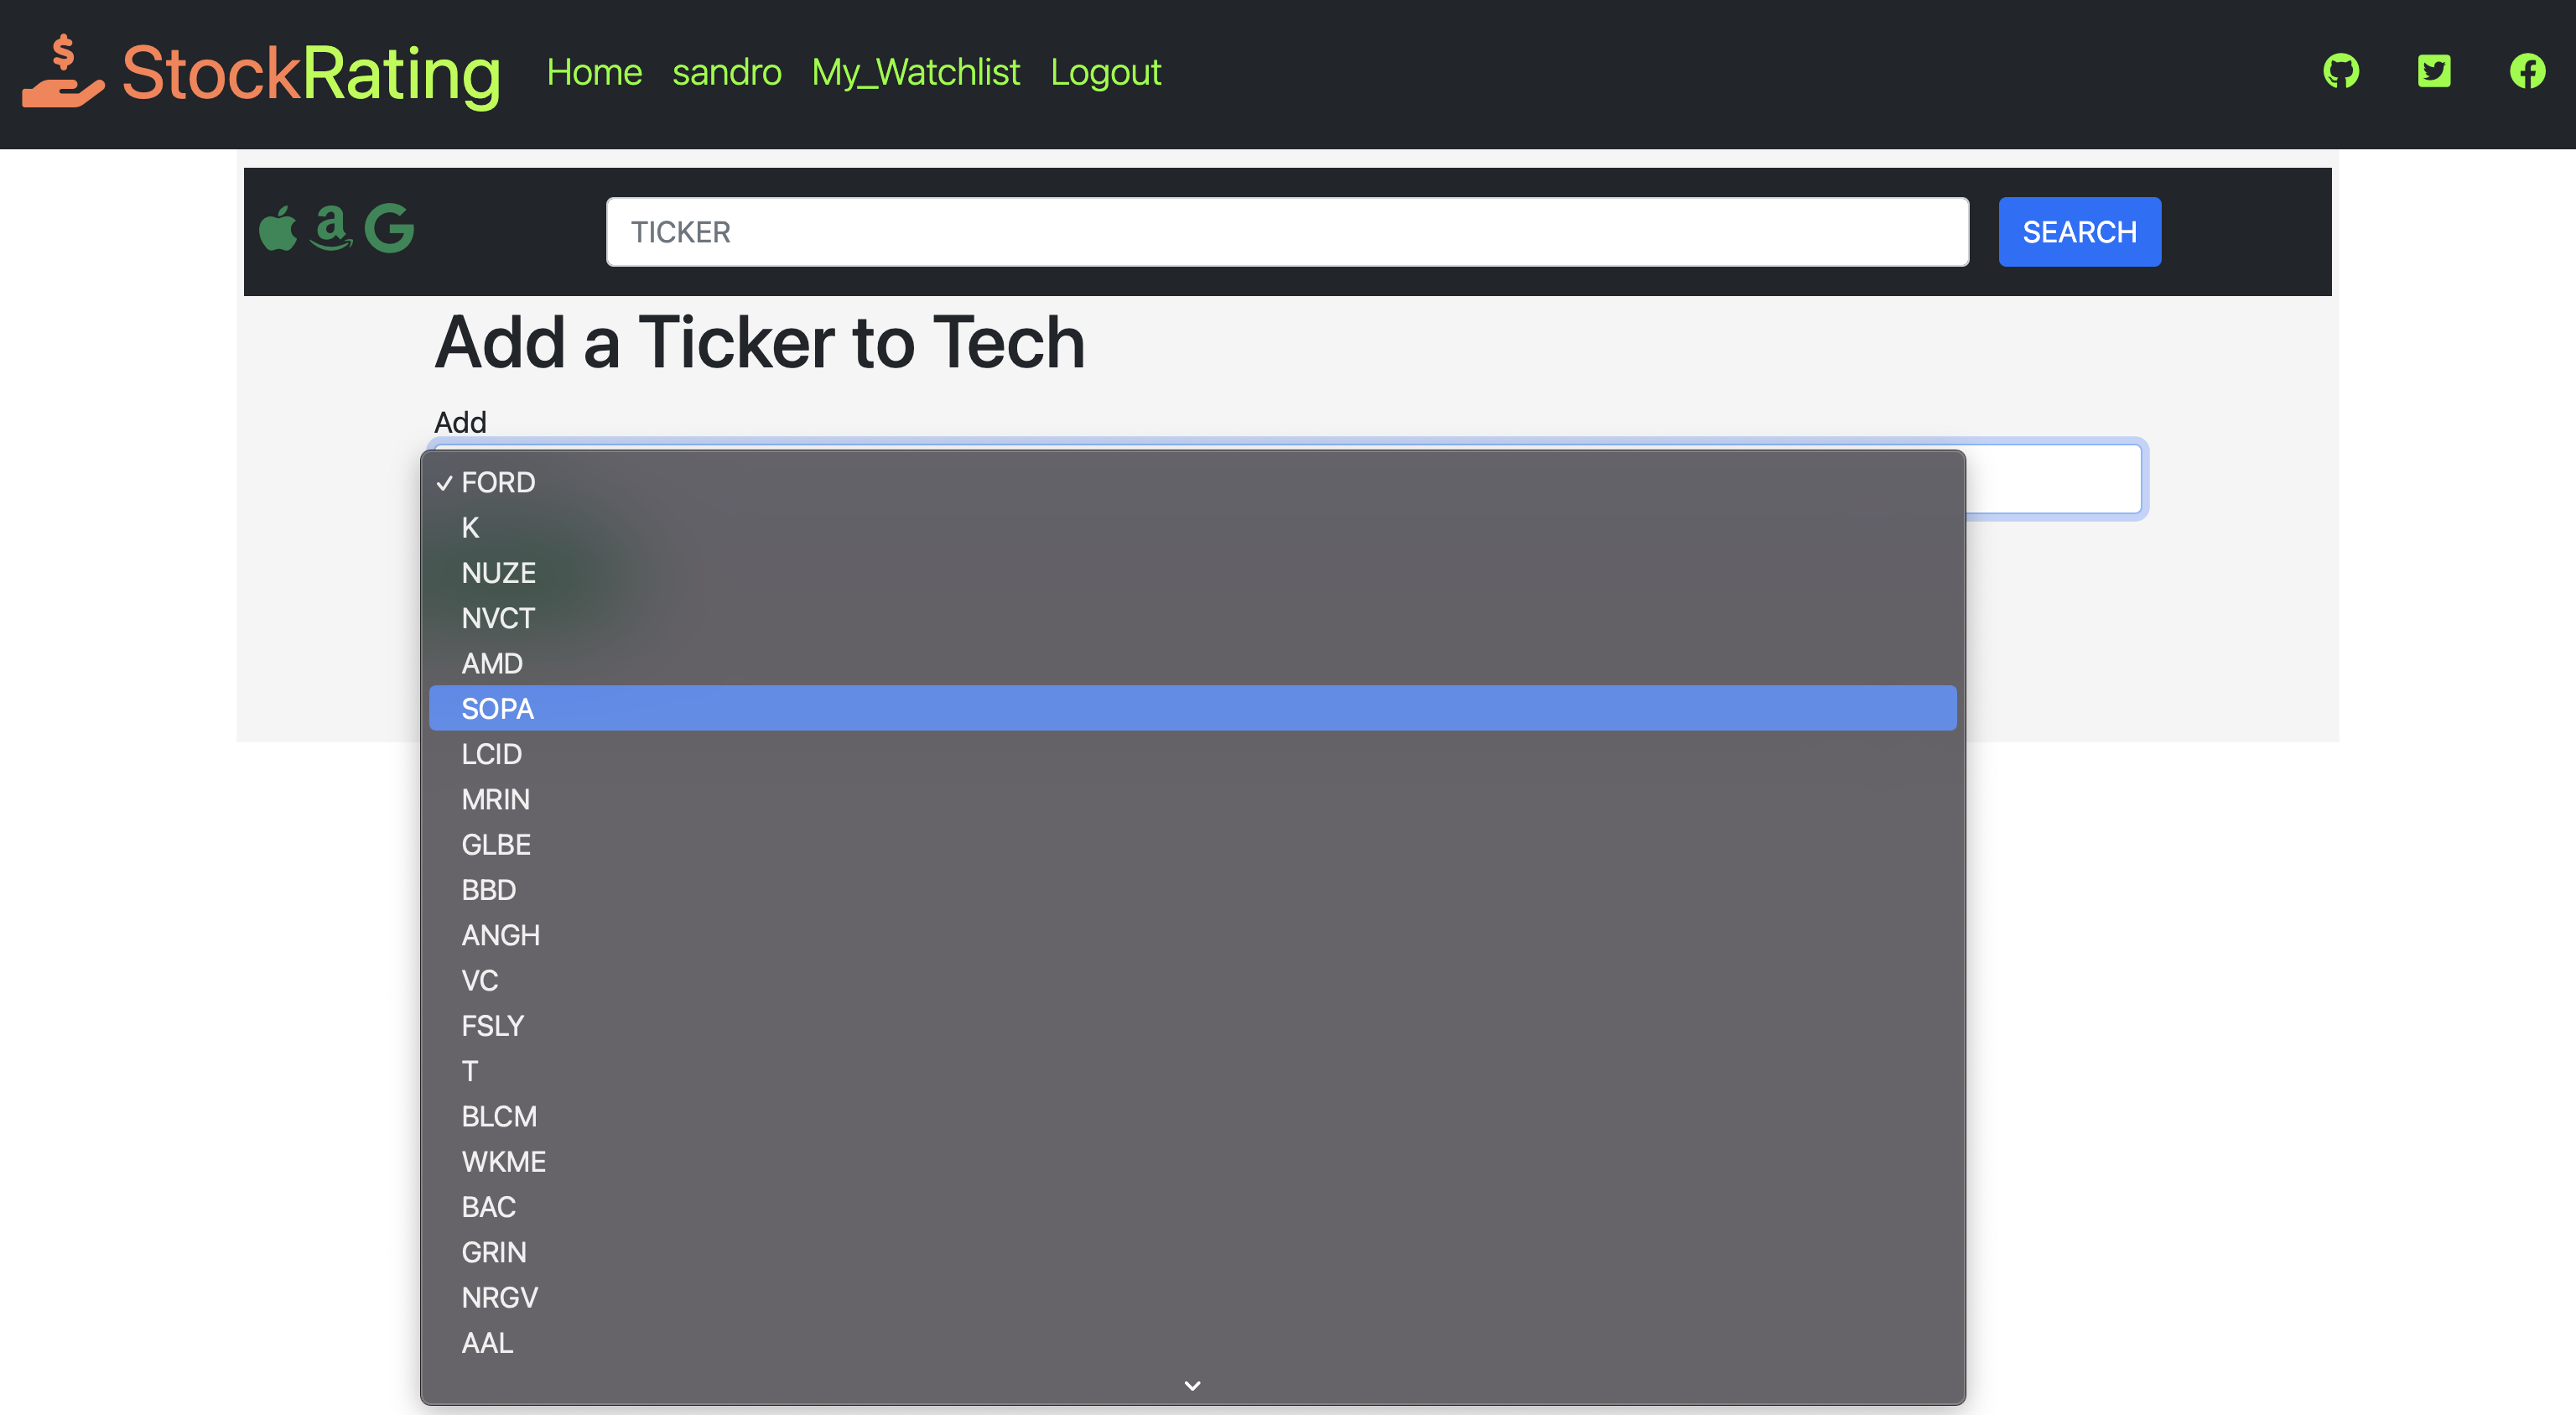 StockRating Home sandro My_Watchlist Logout
TICKER SEARCH
Add a Ticker to Tech
Add
✓ FORD
K
NUZE
NVCT
AMD
SOPA
LCID
MRIN
GLBE
BBD
ANGH
VC
FSLY
T
BLCM
WKME
BAC
GRIN
NRGV
AAL